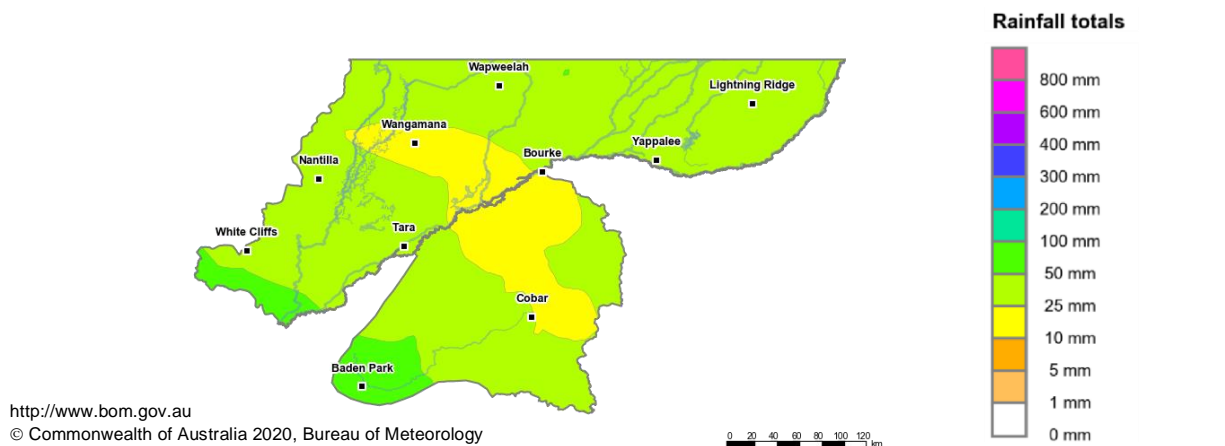 Rainfall totals
800 mm
600 mm
400 mm
300 mm
200 mm
100 mm
50 mm
25 mm
10 mm
5 mm
1 mm
0 mm
Wapweelah
Lightning Ridge
Wangamana
Yappalee
Bourke
Nantilla
Tara
White Cliffs
Cobar
Baden Park
http://www.bom.gov.au
© Commonwealth of Australia 2020, Bureau of Meteorology
0 20 40 60 80 100 120
km